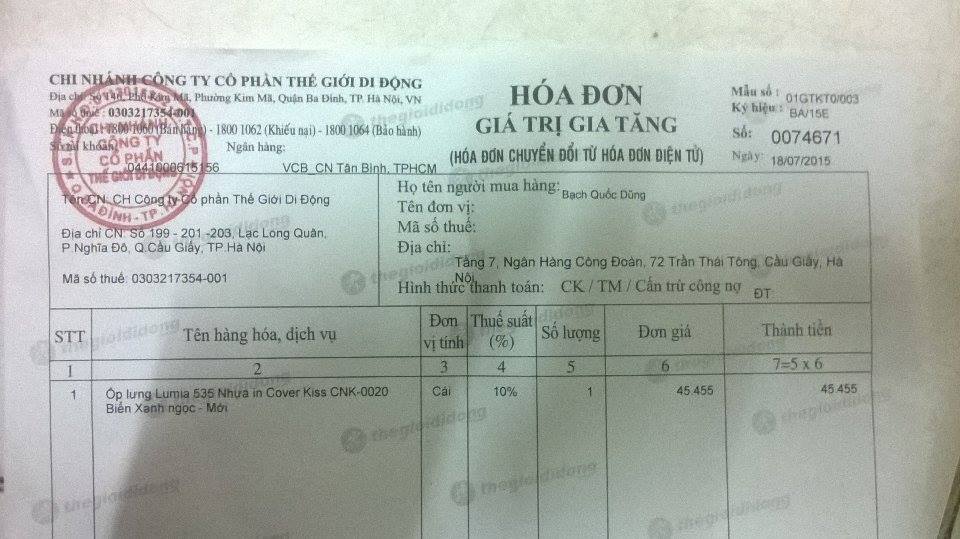 CHI NHÁNH CÔNG TY CỔ PHẦN THẾ GIỚI DI ĐỘNG
Địa chỉ: Số Kim Mã, Phường Kim Mã, Quận Ba Đình, TP. Hà Nội, VN
Mã số thuế: 0303217354-001
Điện thoại: 1800 1060 (Bán hàng) - 1800 1062 (Khiếu nại) - 1800 1064 (Bảo hành)
Số tài khoản: Ngân hàng:
0441000615156 VCB_CN Tân Bình, TPHCM
CHI NHÁNH
CÔNG TY
CỔ PHẦN
THẾ GIỚI DI ĐỘNG
Q. BA ĐÌNH - TP. HÀ NỘI
HÓA ĐƠN
GIÁ TRỊ GIA TĂNG
(HÓA ĐƠN CHUYỂN ĐỔI TỪ HÓA ĐƠN ĐIỆN TỬ)
Mẫu số : 01GTKT0/003
Ký hiệu : BA/15E
Số: 0074671
Ngày: 18/07/2015
Tên CN: CH Công ty Cổ phần Thế Giới Di Động
Địa chỉ CN: Số 199 - 201 -203, Lạc Long Quân,
P.Nghĩa Đô, Q.Cầu Giấy, TP.Hà Nội
Mã số thuế: 0303217354-001
Họ tên người mua hàng: Bạch Quốc Dũng
Tên đơn vị:
Mã số thuế:
Địa chỉ:
Tầng 7, Ngân Hàng Công Đoàn, 72 Trần Thái Tông, Cầu Giấy, Hà
Nội
Hình thức thanh toán: CK / TM / Cấn trừ công nợ ĐT:
STT Tên hàng hóa, dịch vụ Đơn vị tính Thuế suất (%) Số lượng Đơn giá Thành tiền
1 2 3 4 5 6 7=5 x 6
1 Ốp lưng Lumia 535 Nhựa in Cover Kiss CNK-0020 Cái 10% 1 45.455 45.455
Biển Xanh ngọc - Mới
thegioididong
thegioididong
thegioididong
thegioididong
thegioididong
thegioididong
thegioididong
thegioididong